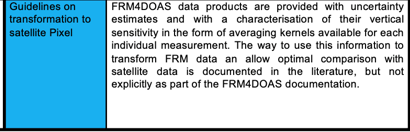 Guidelines on
transformation to
satellite Pixel
FRM4DOAS data products are provided with uncertainty
estimates and with a characterisation of their vertical
sensitivity in the form of averaging kernels available for each
individual measurement. The way to use this information to
transform FRM data an allow optimal comparison with
satellite data is documented in the literature, but not
explicitly as part of the FRM4DOAS documentation.